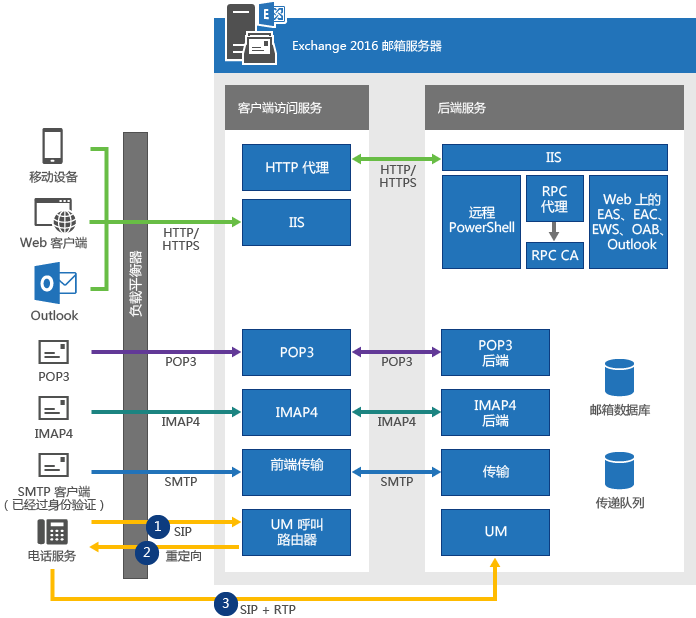 Exchange 2016 邮箱服务器
客户端访问服务
后端服务
移动设备
Web 客户端
Outlook
POP3
IMAP4
SMTP 客户端
（已经过身份验证）
电话服务
负载平衡器
HTTP/
HTTPS
POP3
IMAP4
SMTP
1
SIP
2
重定向
3
SIP + RTP
HTTP 代理
IIS
POP3
IMAP4
前端传输
UM 呼叫
路由器
HTTP/
HTTPS
POP3
IMAP4
SMTP
IIS
远程
PowerShell
RPC
代理
RPC CA
Web 上的
EAS、EAC、
EWS、OAB、
Outlook
POP3
后端
IMAP4
后端
传输
UM
邮箱数据库
传递队列